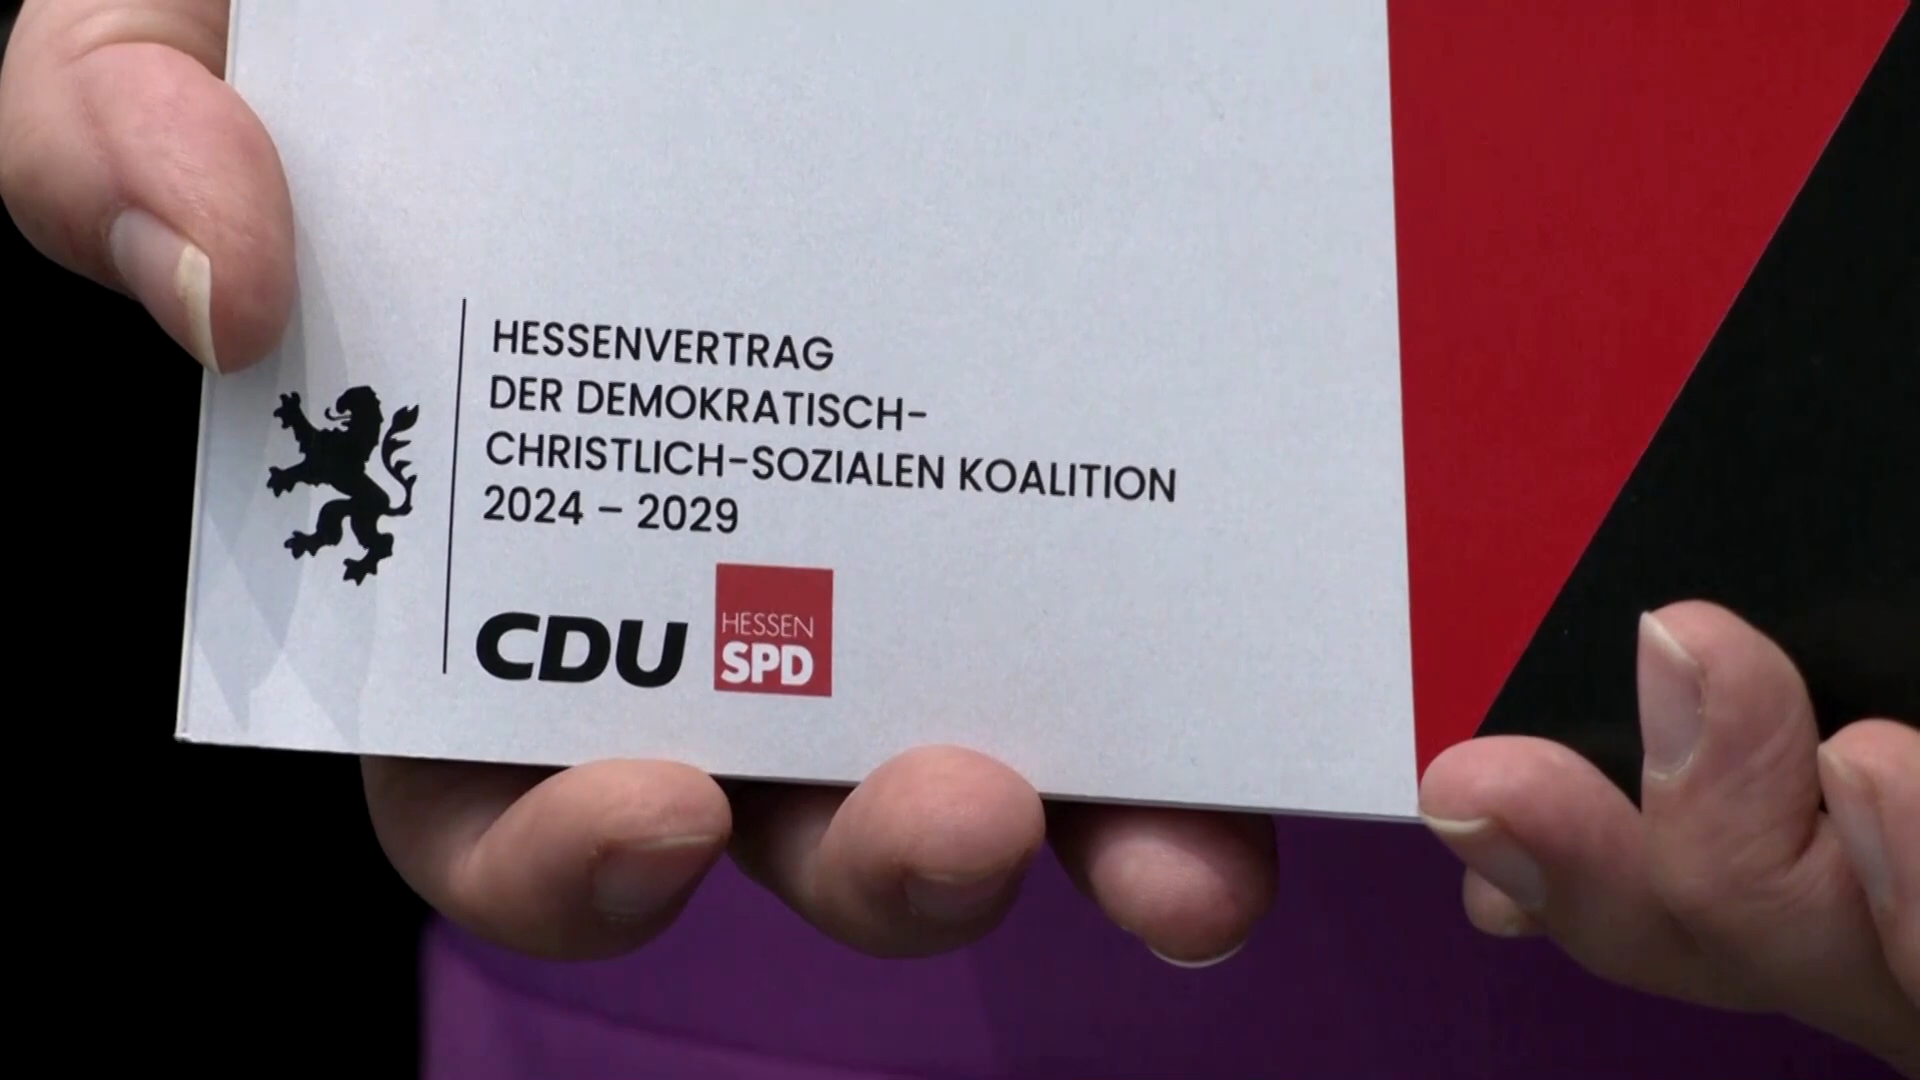 HESSENVERTRAG
DER DEMOKRATISCH-
CHRISTLICH-SOZIALEN KOALITION
2024 – 2029
CDU
HESSEN
SPD